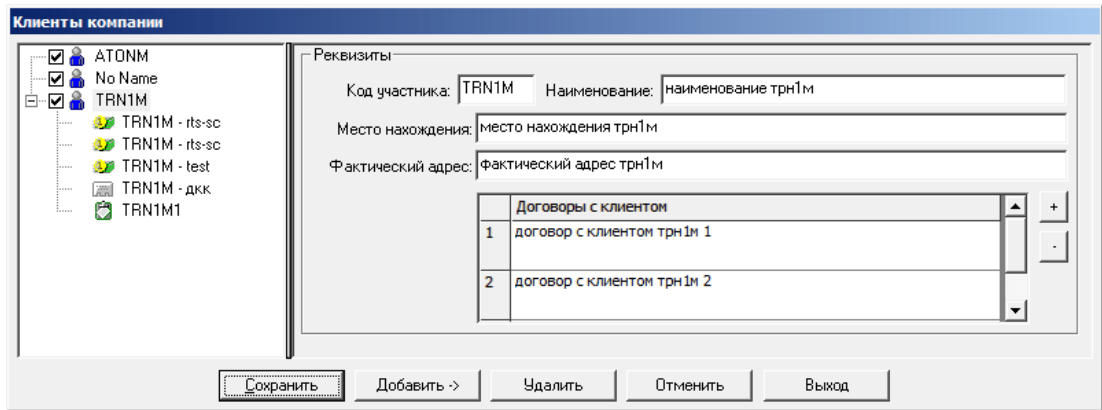 Клиенты компании
ATONM
No Name
TRN1M
TRN1M - rts-sc
TRN1M - rts-sc
TRN1M - test
TRN1M - дкк
TRN1M1
Реквизиты
Код участника: TRN1M Наименование: наименование трн1м
Место нахождения: место нахождения трн1м
Фактический адрес: фактический адрес трн1м
Договоры с клиентом
1 договор с клиентом трн1м 1
2 договор с клиентом трн1м 2
+
-
Сохранить Добавить -> Удалить Отменить Выход